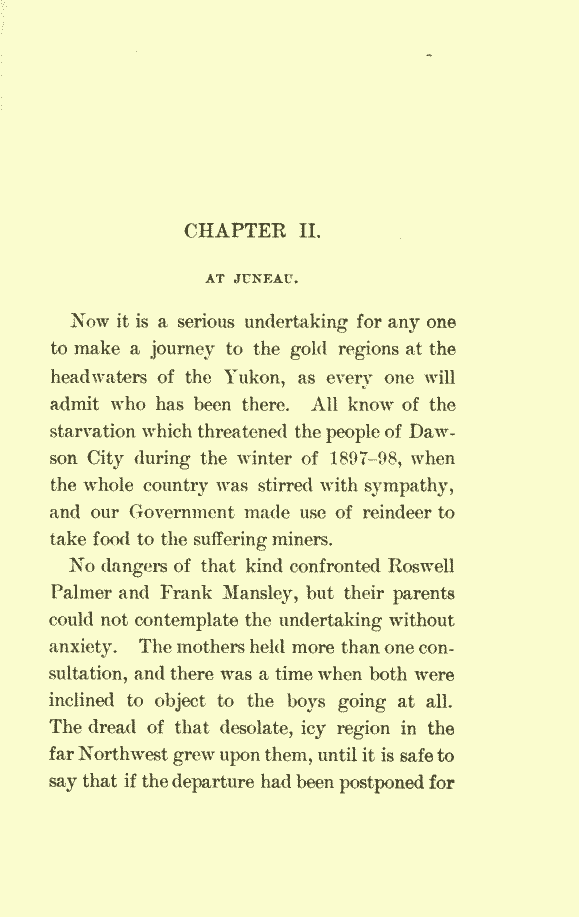 CHAPTER II.
AT JUNEAU.
Now it is a serious undertaking for any one
to make a journey to the gold regions at the
headwaters of the Yukon, as every one will
admit who has been there. All know of the
starvation which threatened the people of Daw-
son City during the winter of 1897-98, when
the whole country was stirred with sympathy,
and our Government made use of reindeer to
take food to the suffering miners.
No dangers of that kind confronted Roswell
Palmer and Frank Mansley, but their parents
could not contemplate the undertaking without
anxiety. The mothers held more than one con-
sultation, and there was a time when both were
inclined to object to the boys going at all.
The dread of that desolate, icy region in the
far Northwest grew upon them, until it is safe to
say that if the departure had been postponed for